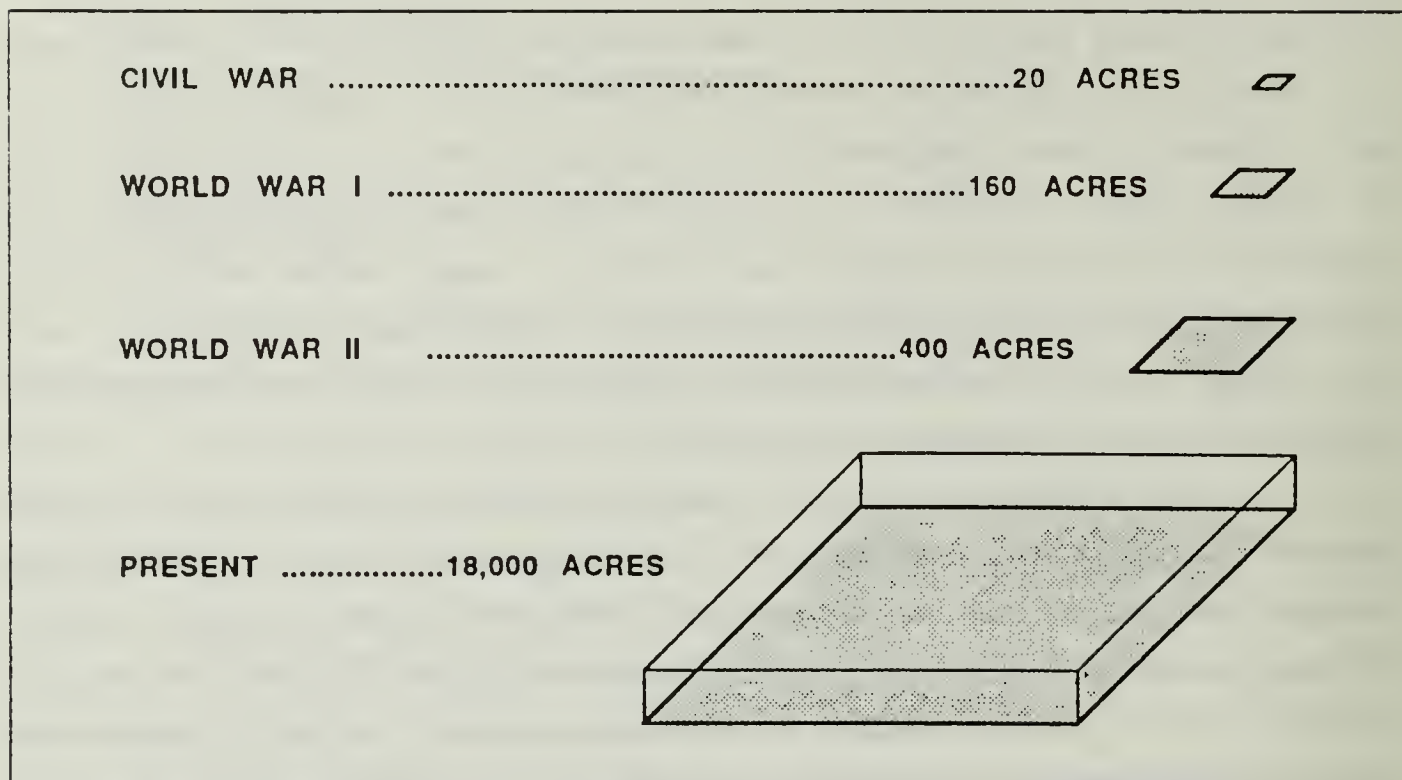 CIVIL WAR ........................................................................20 ACRES
WORLD WAR I .............................................................160 ACRES
WORLD WAR II .................................................400 ACRES
PRESENT .................18,000 ACRES